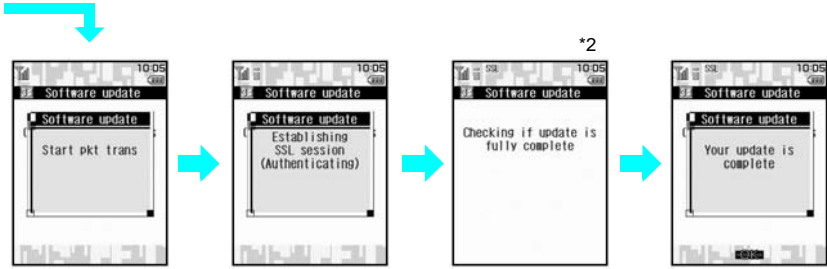 *2
10:05
Software update
Software update
Start pkt trans
10:05
Software update
Software update
Establishing
SSL session
(Authenticating)
SSL 10:05
Software update
Checking if update is
fully complete
SSL 10:05
Software update
Software update
Your update is
complete
OK